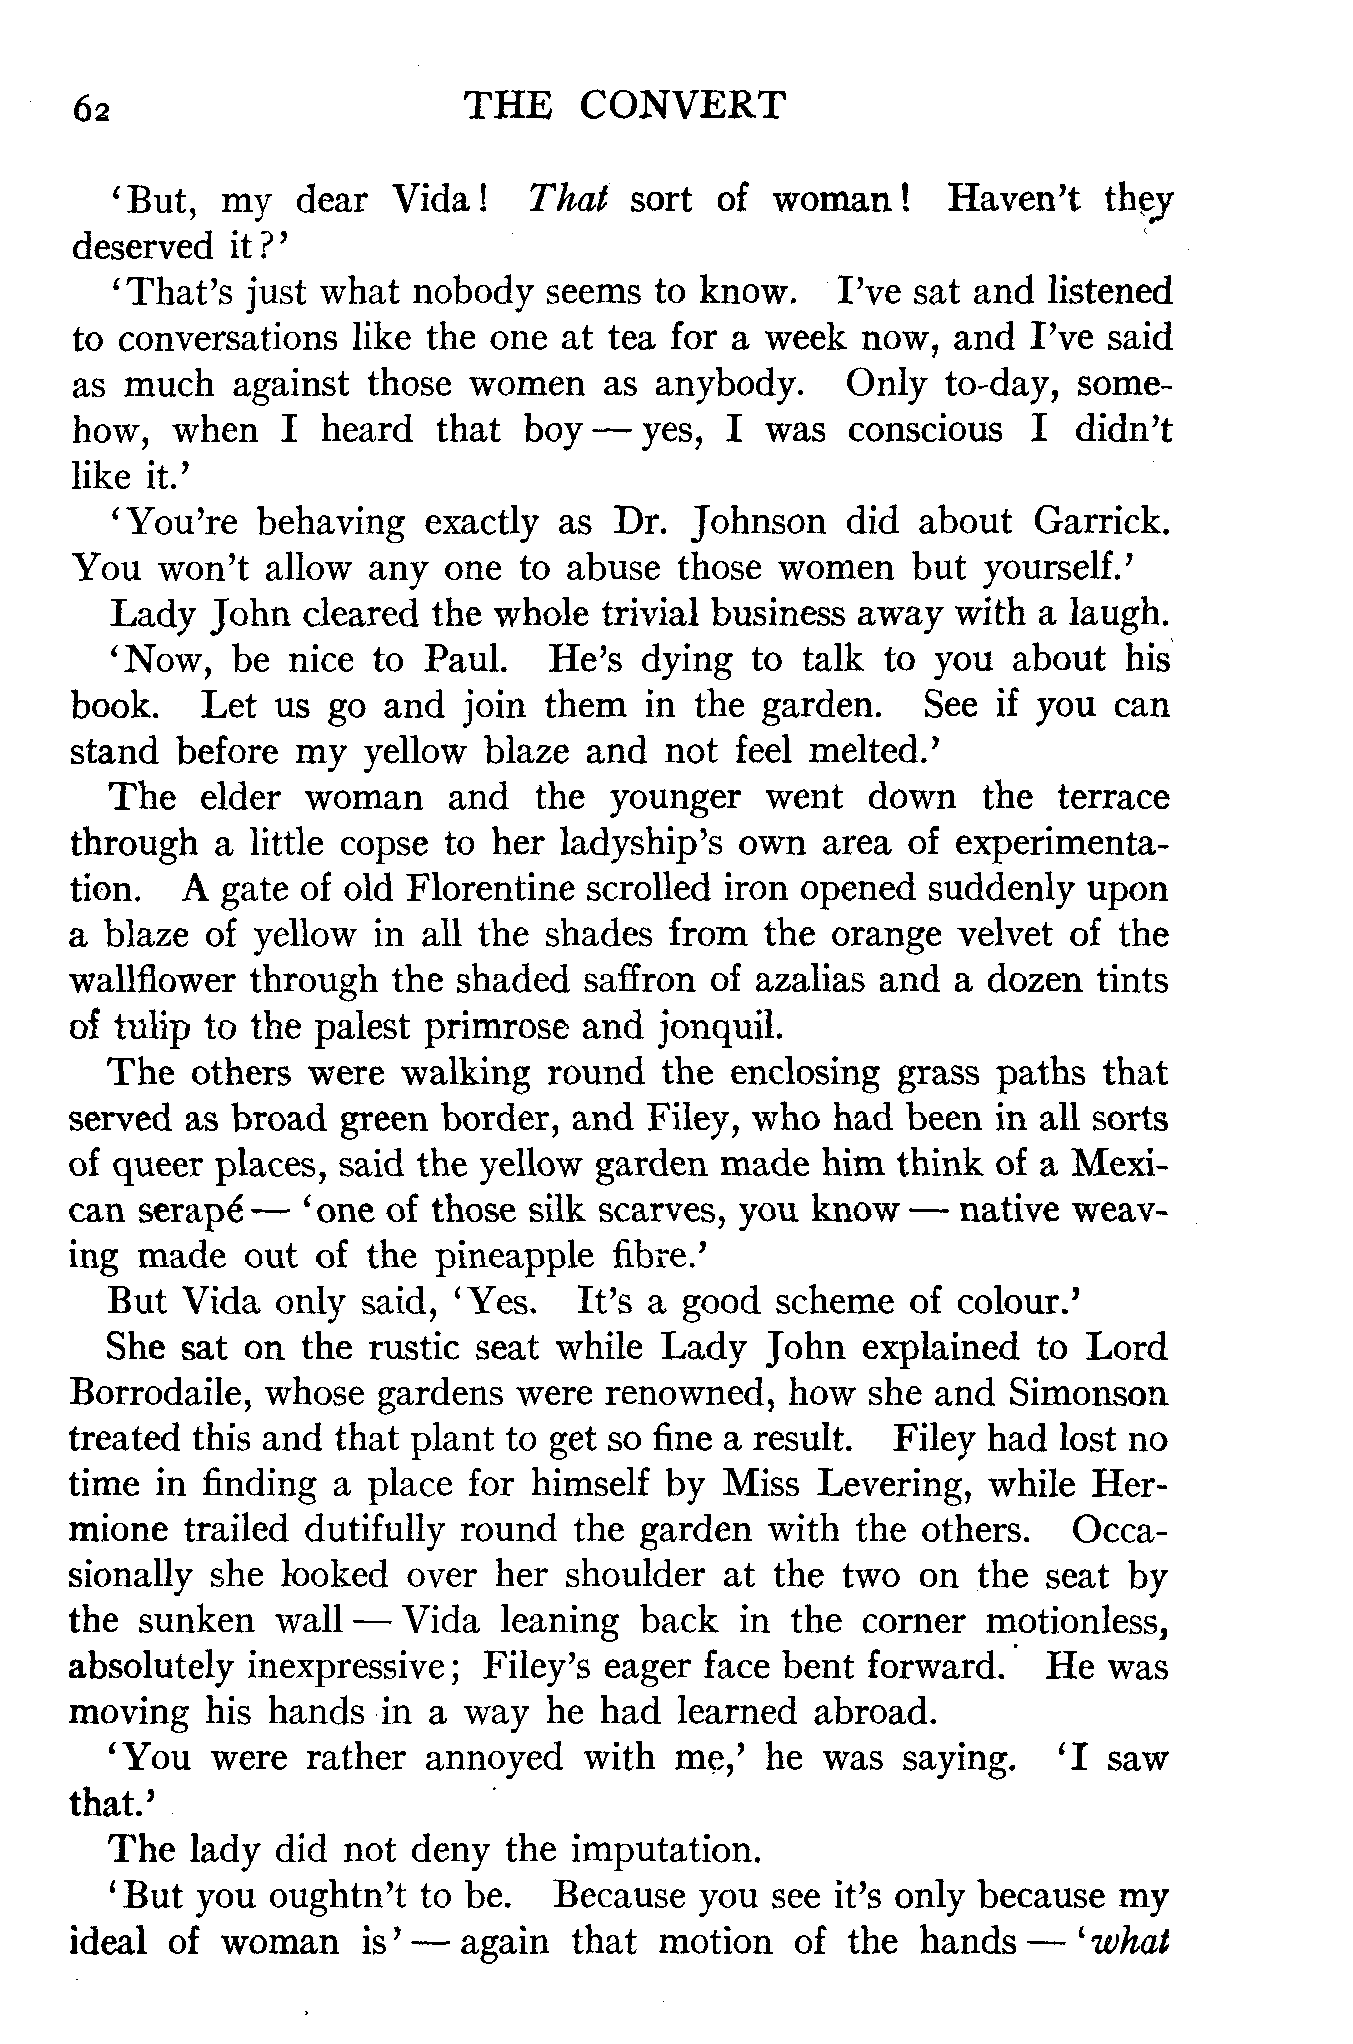 62 THE CONVERT
‘But, my dear Vida! That sort of woman! Haven't they
deserved it?’
‘That's just what nobody seems to know. I've sat and listened
to conversations like the one at tea for a week now, and I've said
as much against those women as anybody. Only to-day, some-
how, when I heard that boy — yes, I was conscious I didn't
like it.’
‘You're behaving exactly as Dr. Johnson did about Garrick.
You won't allow any one to abuse those women but yourself.’
Lady John cleared the whole trivial business away with a laugh.
‘Now, be nice to Paul. He's dying to talk to you about his
book. Let us go and join them in the garden. See if you can
stand before my yellow blaze and not feel melted.’
The elder woman and the younger went down the terrace
through a little copse to her ladyship's own area of experimenta-
tion. A gate of old Florentine scrolled iron opened suddenly upon
a blaze of yellow in all the shades from the orange velvet of the
wallflower through the shaded saffron of azalias and a dozen tints
of tulip to the palest primrose and jonquil.
The others were walking round the enclosing grass paths that
served as broad green border, and Filey, who had been in all sorts
of queer places, said the yellow garden made him think of a Mexi-
can serapé — ‘one of those silk scarves, you know — native weav-
ing made out of the pineapple fibre.’
But Vida only said, ‘Yes. It's a good scheme of colour.’
She sat on the rustic seat while Lady John explained to Lord
Borrodaile, whose gardens were renowned, how she and Simonson
treated this and that plant to get so fine a result. Filey had lost no
time in finding a place for himself by Miss Levering, while Her-
mione trailed dutifully round the garden with the others. Occa-
sionally she looked over her shoulder at the two on the seat by
the sunken wall — Vida leaning back in the corner motionless,
absolutely inexpressive; Filey's eager face bent forward. He was
moving his hands in a way he had learned abroad.
‘You were rather annoyed with me,’ he was saying. ‘I saw
that.’
The lady did not deny the imputation.
‘But you oughtn't to be. Because you see it's only because my
ideal of woman is’ — again that motion of the hands — ‘what